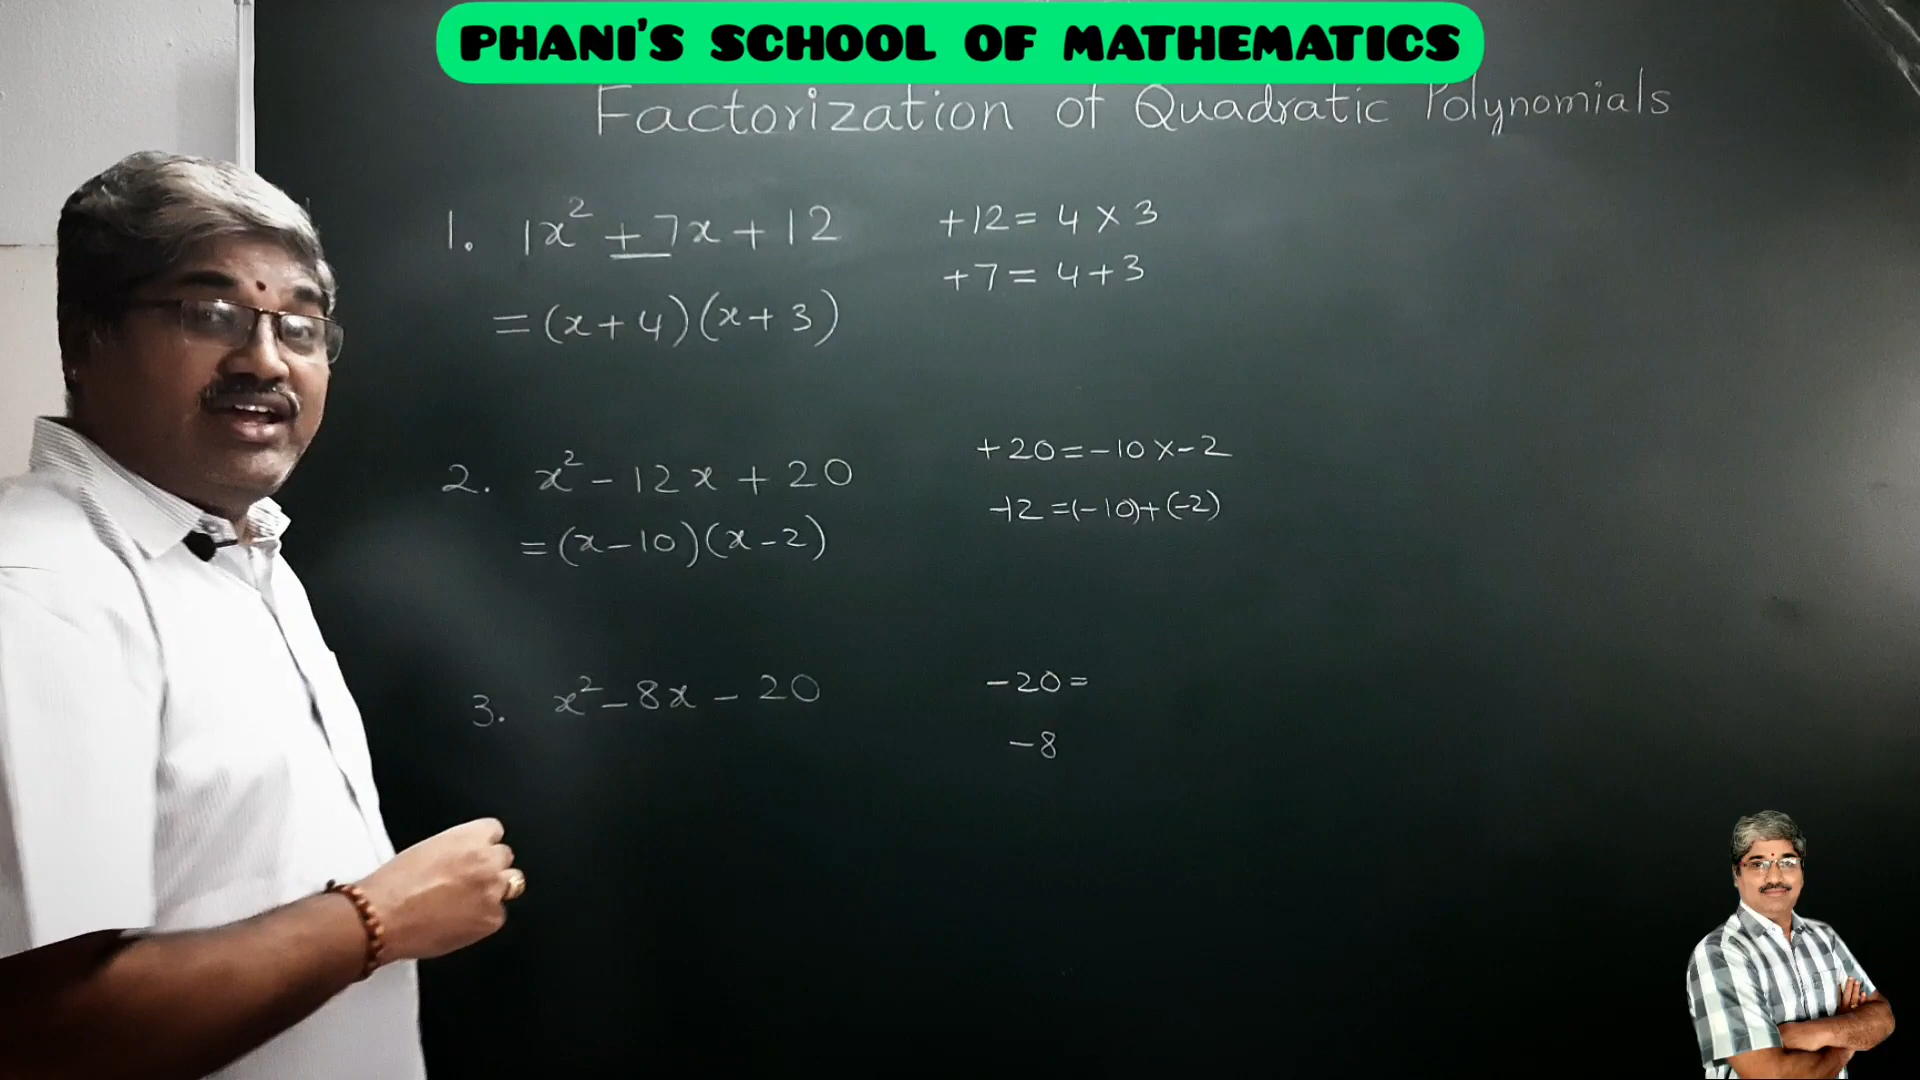 PHANI'S SCHOOL OF MATHEMATICS
Factorization of Quadratic Polynomials
1. 1x² + 7x + 12
+12 = 4 × 3
+7 = 4 + 3
= (x + 4)(x + 3)
2. x² - 12x + 20
+20 = -10 × -2
-12 = (-10) + (-2)
= (x - 10)(x - 2)
3. x² - 8x - 20
-20 =
-8